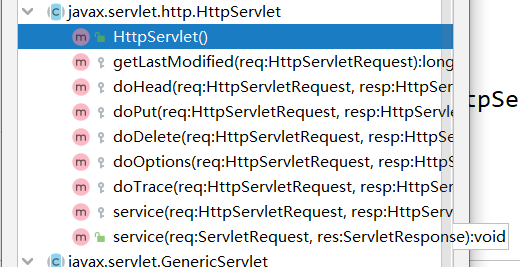 javax.servlet.http.HttpServlet
HttpServlet()
getLastModified(req:HttpServletRequest):long
doHead(req:HttpServletRequest, resp:HttpSer
doPut(req:HttpServletRequest, resp:HttpServ
doDelete(req:HttpServletRequest, resp:HttpS
doOptions(req:HttpServletRequest, resp:Http
doTrace(req:HttpServletRequest, resp:HttpSe
service(req:HttpServletRequest, resp:HttpSer
service(req:ServletRequest, res:ServletResponse):void
javax.servlet.GenericServlet
tpSe